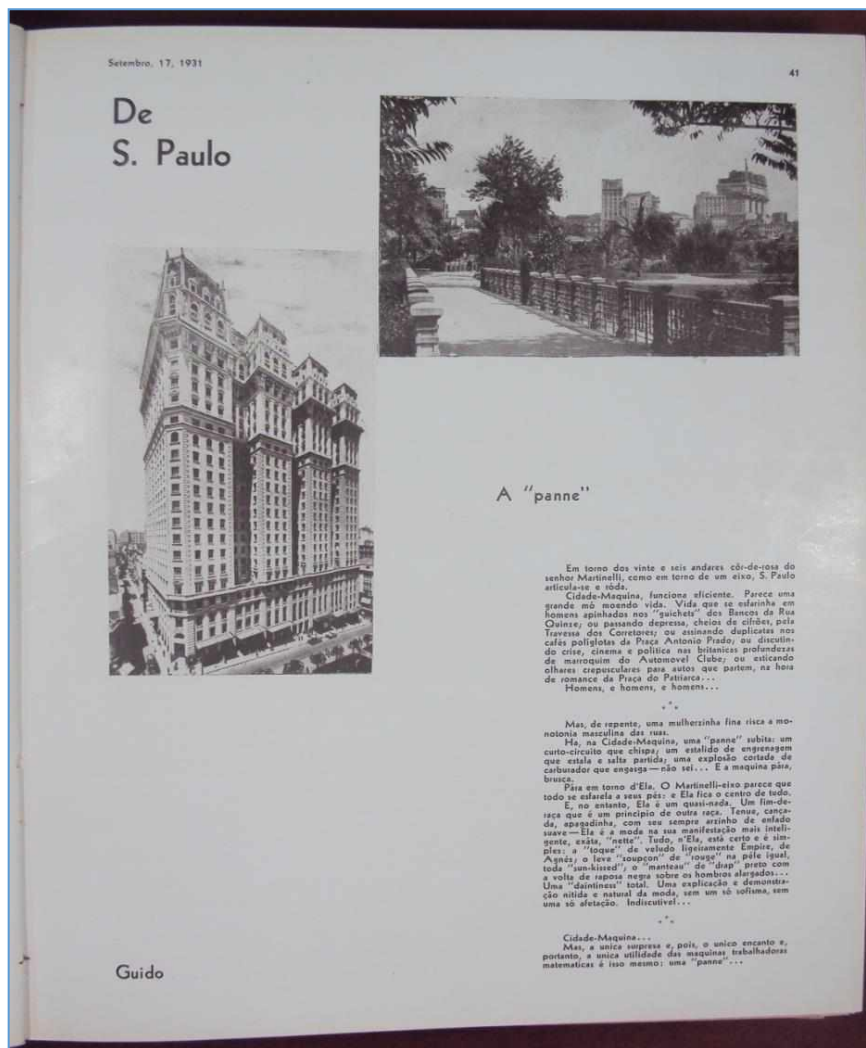 Setembro, 17, 1931
41
De
S. Paulo
A "panne"
Em torno dos vinte e seis andares côr-de-rosa do
senhor Martinelli, como em torno de um eixo, S. Paulo
articula-se e róda.
Cidade-Maquina, funciona eficiente. Parece uma
grande mó moendo vida. Vida que se esfarinha em
homens apinhados nos "guichets" dos Bancos da Rua
Quinze; ou passando depressa, cheios de cifrões, pela
Travessa dos Corretores; ou assinando duplicatas nos
cafés poliglotas da Praça Antonio Prado; ou discutin-
do crise, cinema e politica nas britanicas profundezas
de marroquim do Automovel Clube; ou esticando
olhares crepusculares para autos que partem, na hora
de romance da Praça do Patriarca...
Homens, e homens, e homens...
* * *
Mas, de repente, uma mulherzinha fina risca a mo-
notonia masculina das ruas.
Ha, na Cidade-Maquina, uma "panne" subita: um
curto-circuito que chispa; um estalido de engrenagem
que estala e salta partida; uma explosão cortada de
carburador que engasga — não sei... E a maquina pára,
brusca.
Pára em torno d'Ela. O Martinelli-eixo parece que
todo se esfarela a seus pés: e Ela fica o centro de tudo.
E, no entanto, Ela é um quasi-nada. Um fim-de-
raça que é um principio de outra raça. Tenue, cança-
da, apagadinha, com seu sempre arzinho de enfado
suave — Ela é a moda na sua manifestação mais inteli-
gente, exáta, "nette". Tudo, n'Ela, está certo e é sim-
ples: a "toque" de veludo ligeiramente Empire, de
Agnés; o leve "soupçon" de "rouge" na péle igual,
toda "sun-kissed"; o "manteau" de "drap" preto com
a volta de raposa negra sobre os hombros alargados...
Uma "daintiness" total. Uma explicação e demonstra-
ção nitida e natural da moda, sem um só sofisma, sem
uma só afetação. Indiscutivel...
* * *
Cidade-Maquina...
Mas, a unica surpresa e, pois, o unico encanto e,
portanto, a unica utilidade das maquinas trabalhadoras
matematicas é isso mesmo: uma "panne"...
Guido